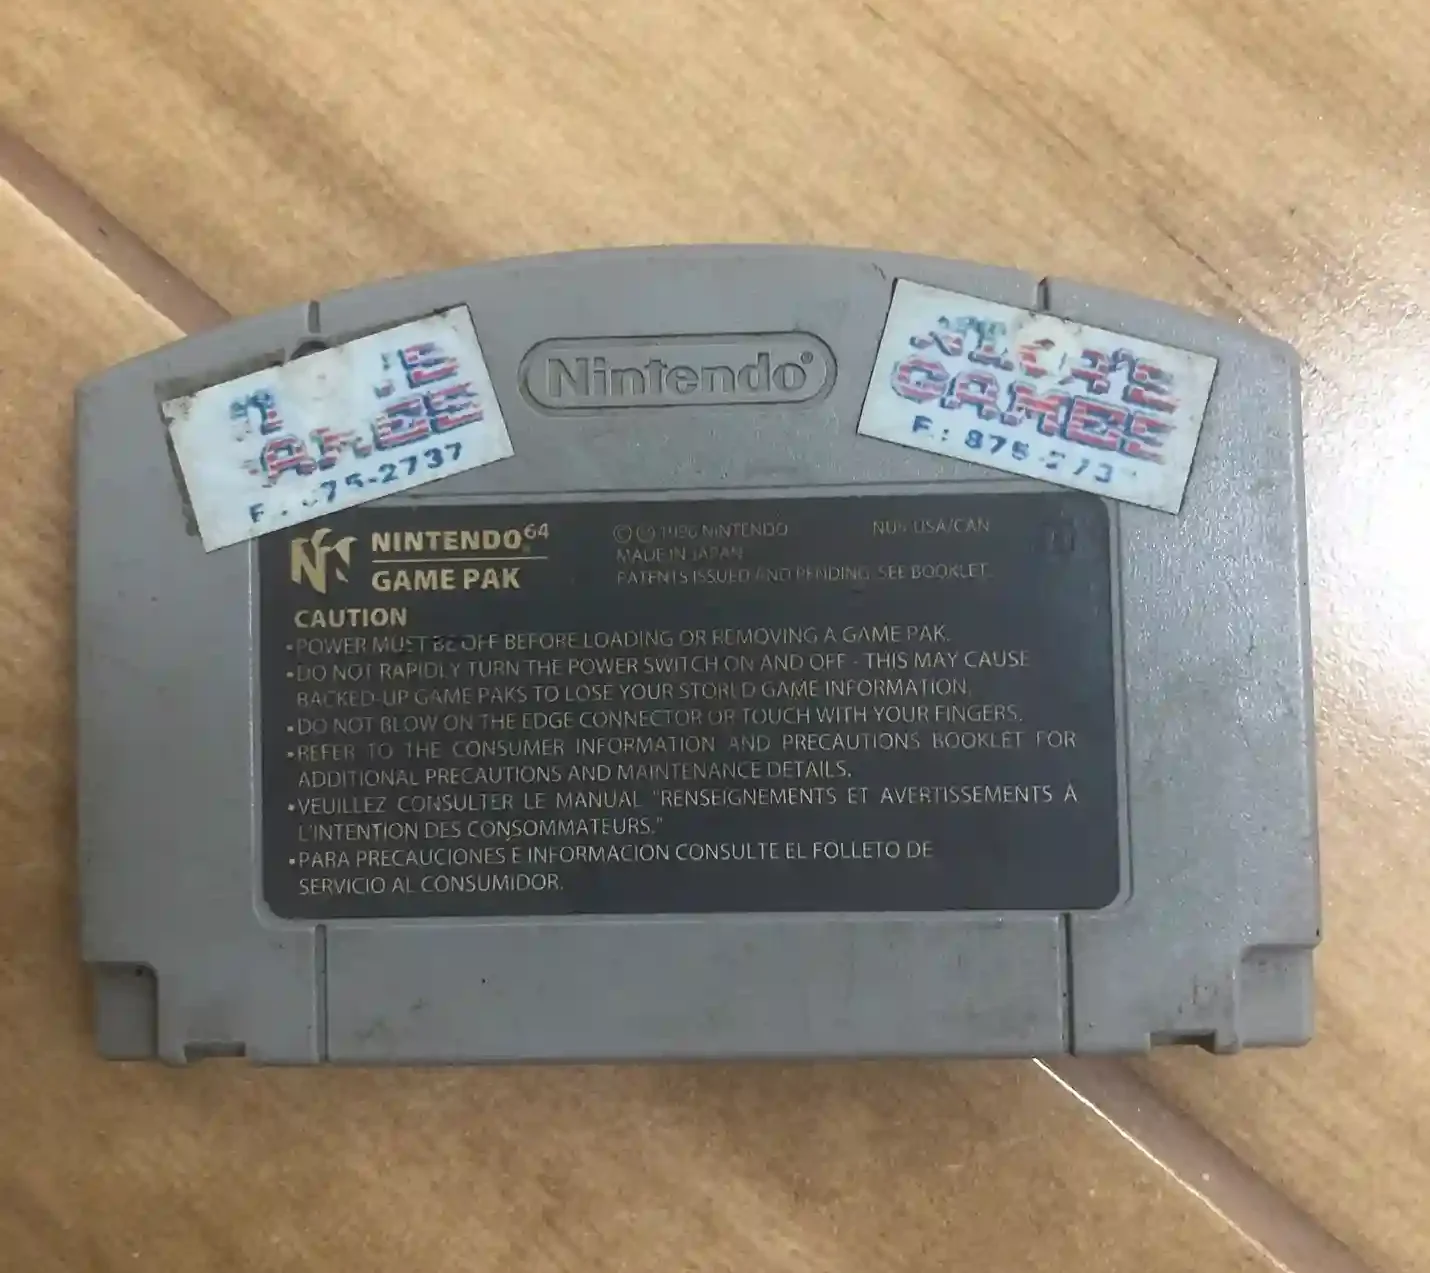 Nintendo®
GAMEE
F.: 875-2737
NINTENDO64
GAME PAK
© 1996 NINTENDO
NUS-USA/CAN
MADE IN JAPAN
PATENTS ISSUED AND PENDING. SEE BOOKLET.
CAUTION
•POWER MUST BE OFF BEFORE LOADING OR REMOVING A GAME PAK.
•DO NOT RAPIDLY TURN THE POWER SWITCH ON AND OFF - THIS MAY CAUSE
BACKED-UP GAME PAKS TO LOSE YOUR STORED GAME INFORMATION.
•DO NOT BLOW ON THE EDGE CONNECTOR OR TOUCH WITH YOUR FINGERS.
•REFER TO THE CONSUMER INFORMATION AND PRECAUTIONS BOOKLET FOR
ADDITIONAL PRECAUTIONS AND MAINTENANCE DETAILS.
•VEUILLEZ CONSULTER LE MANUAL "RENSEIGNEMENTS ET AVERTISSEMENTS À
L'INTENTION DES CONSOMMATEURS."
•PARA PRECAUCIONES E INFORMACION CONSULTE EL FOLLETO DE
SERVICIO AL CONSUMIDOR.